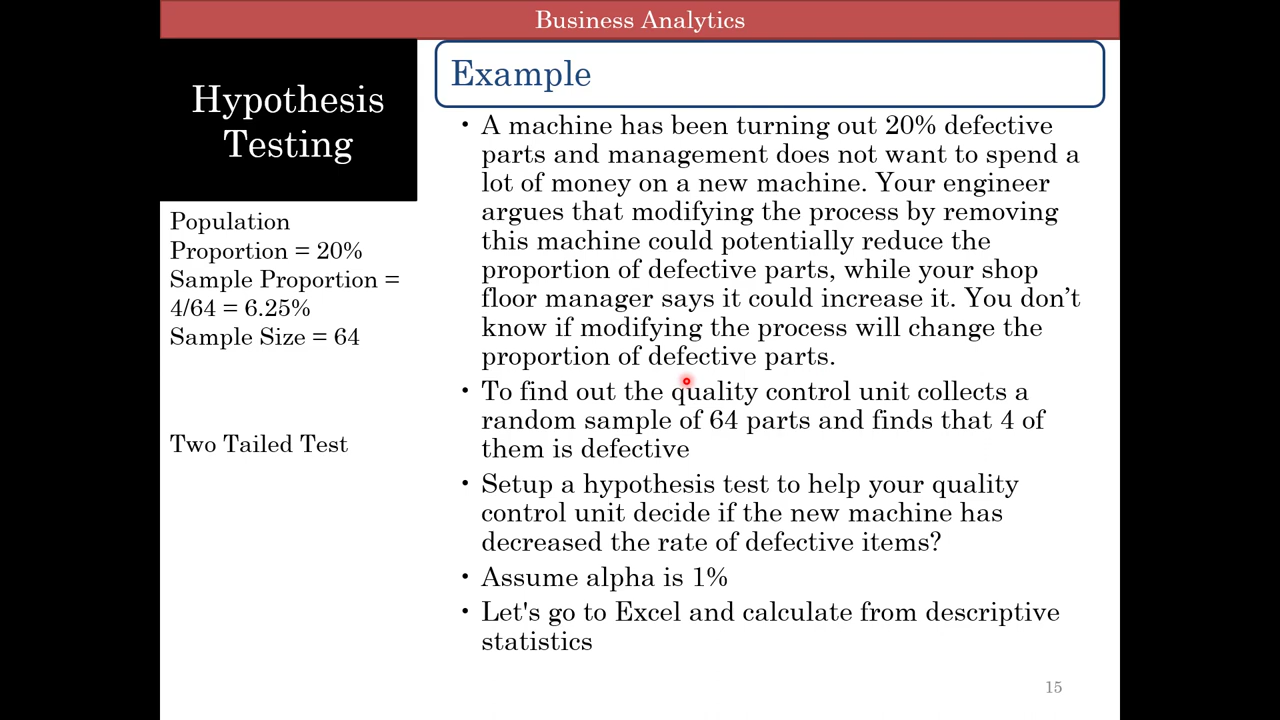 Business Analytics
Hypothesis
Testing
Population
Proportion = 20%
Sample Proportion =
4/64 = 6.25%
Sample Size = 64
Two Tailed Test
Example
• A machine has been turning out 20% defective
parts and management does not want to spend a
lot of money on a new machine. Your engineer
argues that modifying the process by removing
this machine could potentially reduce the
proportion of defective parts, while your shop
floor manager says it could increase it. You don’t
know if modifying the process will change the
proportion of defective parts.
• To find out the quality control unit collects a
random sample of 64 parts and finds that 4 of
them is defective
• Setup a hypothesis test to help your quality
control unit decide if the new machine has
decreased the rate of defective items?
• Assume alpha is 1%
• Let's go to Excel and calculate from descriptive
statistics
15